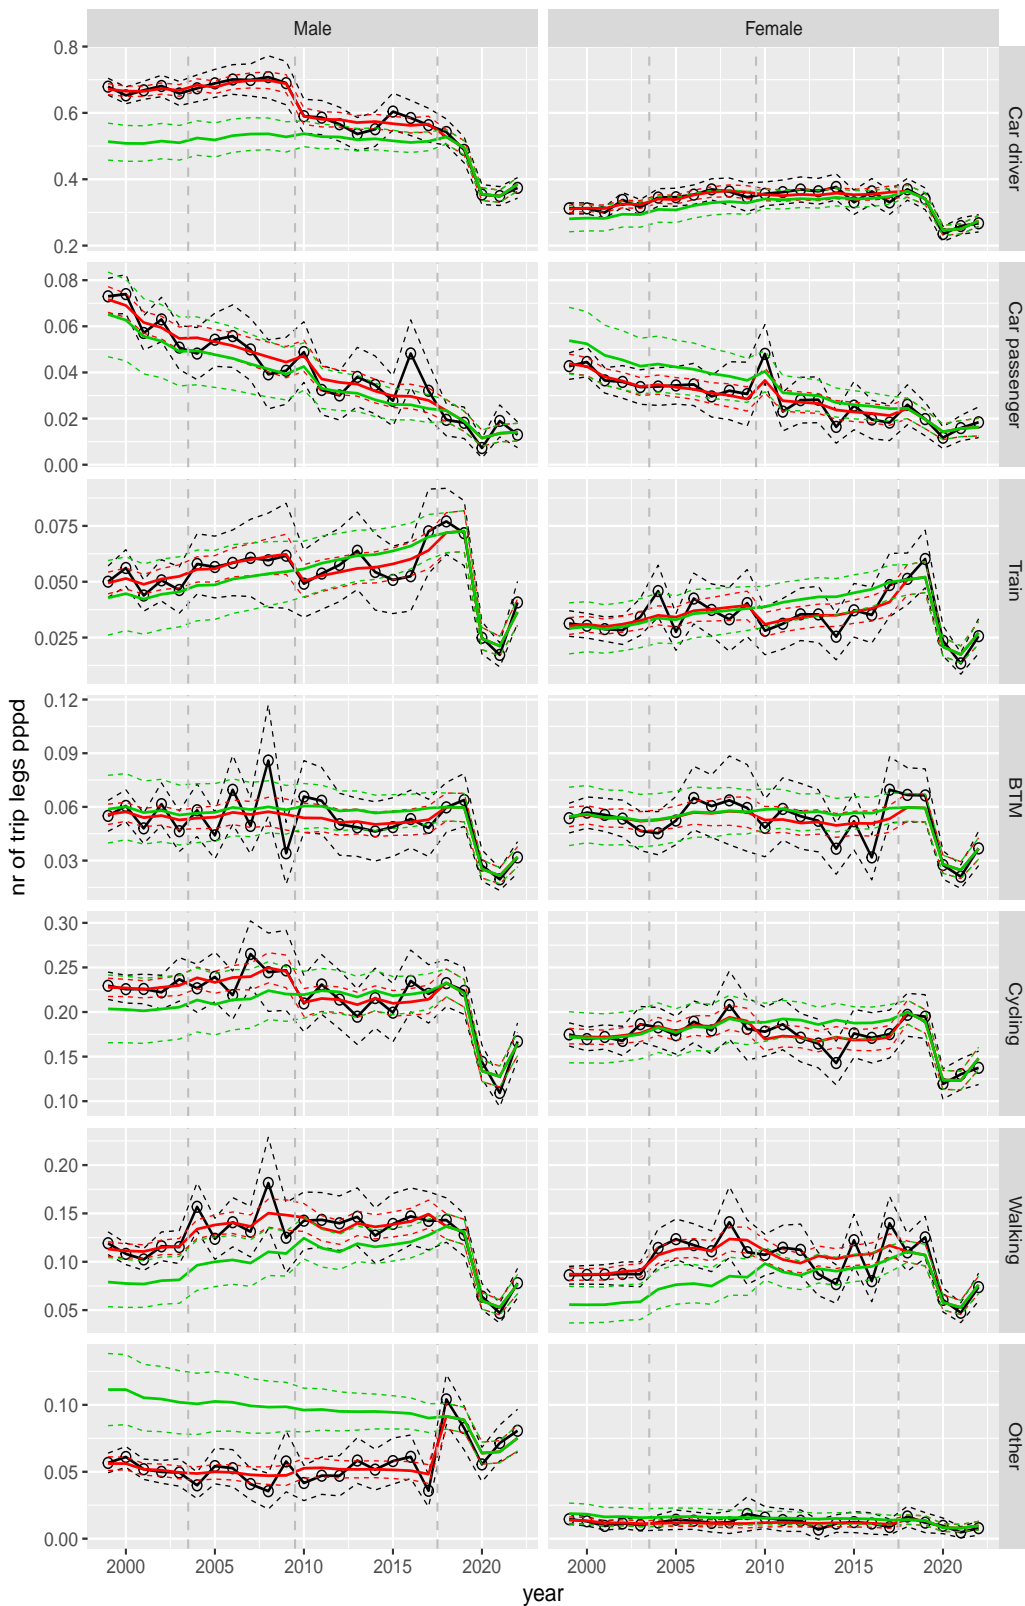 Male Female
0.8
0.6
0.4
0.2
Car driver
0.08
0.06
0.04
0.02
0.00
Car passenger
0.075
0.050
0.025
Train
0.12
0.09
0.06
0.03
BTM
0.30
0.25
0.20
0.15
0.10
Cycling
0.20
0.15
0.10
0.05
Walking
0.10
0.05
0.00
Other
nr of trip legs pppd
2000 2005 2010 2015 2020 2000 2005 2010 2015 2020
year